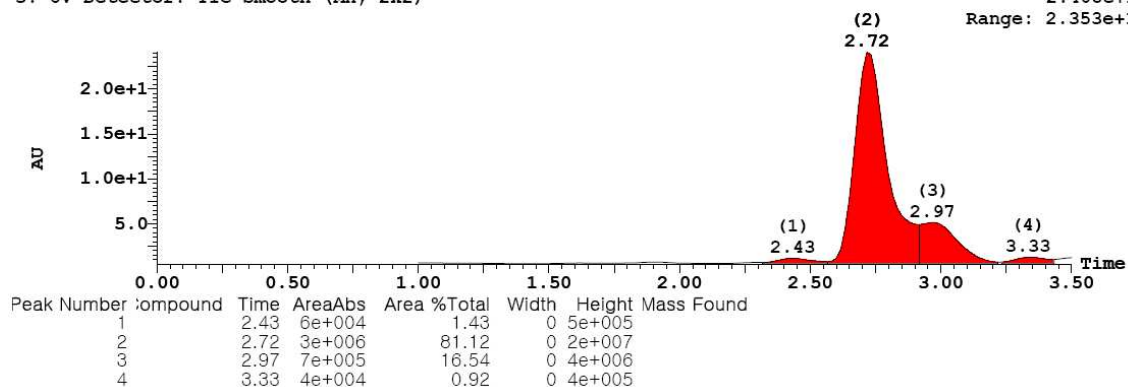 Range: 2.353e+
(2)
2.72
2.0e+1
1.5e+1
AU
1.0e+1
(3)
5.0
2.97
(1)
(4)
2.43
3.33
Time
0.00 0.50 1.00 1.50 2.00 2.50 3.00 3.50
Peak Number Compound Time AreaAbs Area %Total Width Height Mass Found
1 2.43 6e+004 1.43 0 5e+005
2 2.72 3e+006 81.12 0 2e+007
3 2.97 7e+005 16.54 0 4e+006
4 3.33 4e+004 0.92 0 4e+005